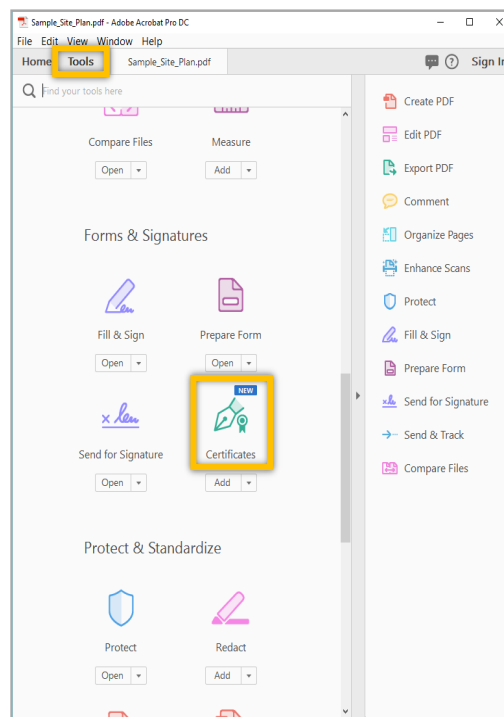 Sample_Site_Plan.pdf - Adobe Acrobat Pro DC
File Edit View Window Help
Home Tools Sample_Site_Plan.pdf Sign In
Find your tools here
Compare Files Measure
Open Add
Forms & Signatures
Fill & Sign Prepare Form
Open Open
NEW
Send for Signature Certificates
Open Add
Protect & Standardize
Protect Redact
Open Add
Create PDF
Edit PDF
Export PDF
Comment
Organize Pages
Enhance Scans
Protect
Fill & Sign
Prepare Form
Send for Signature
Send & Track
Compare Files